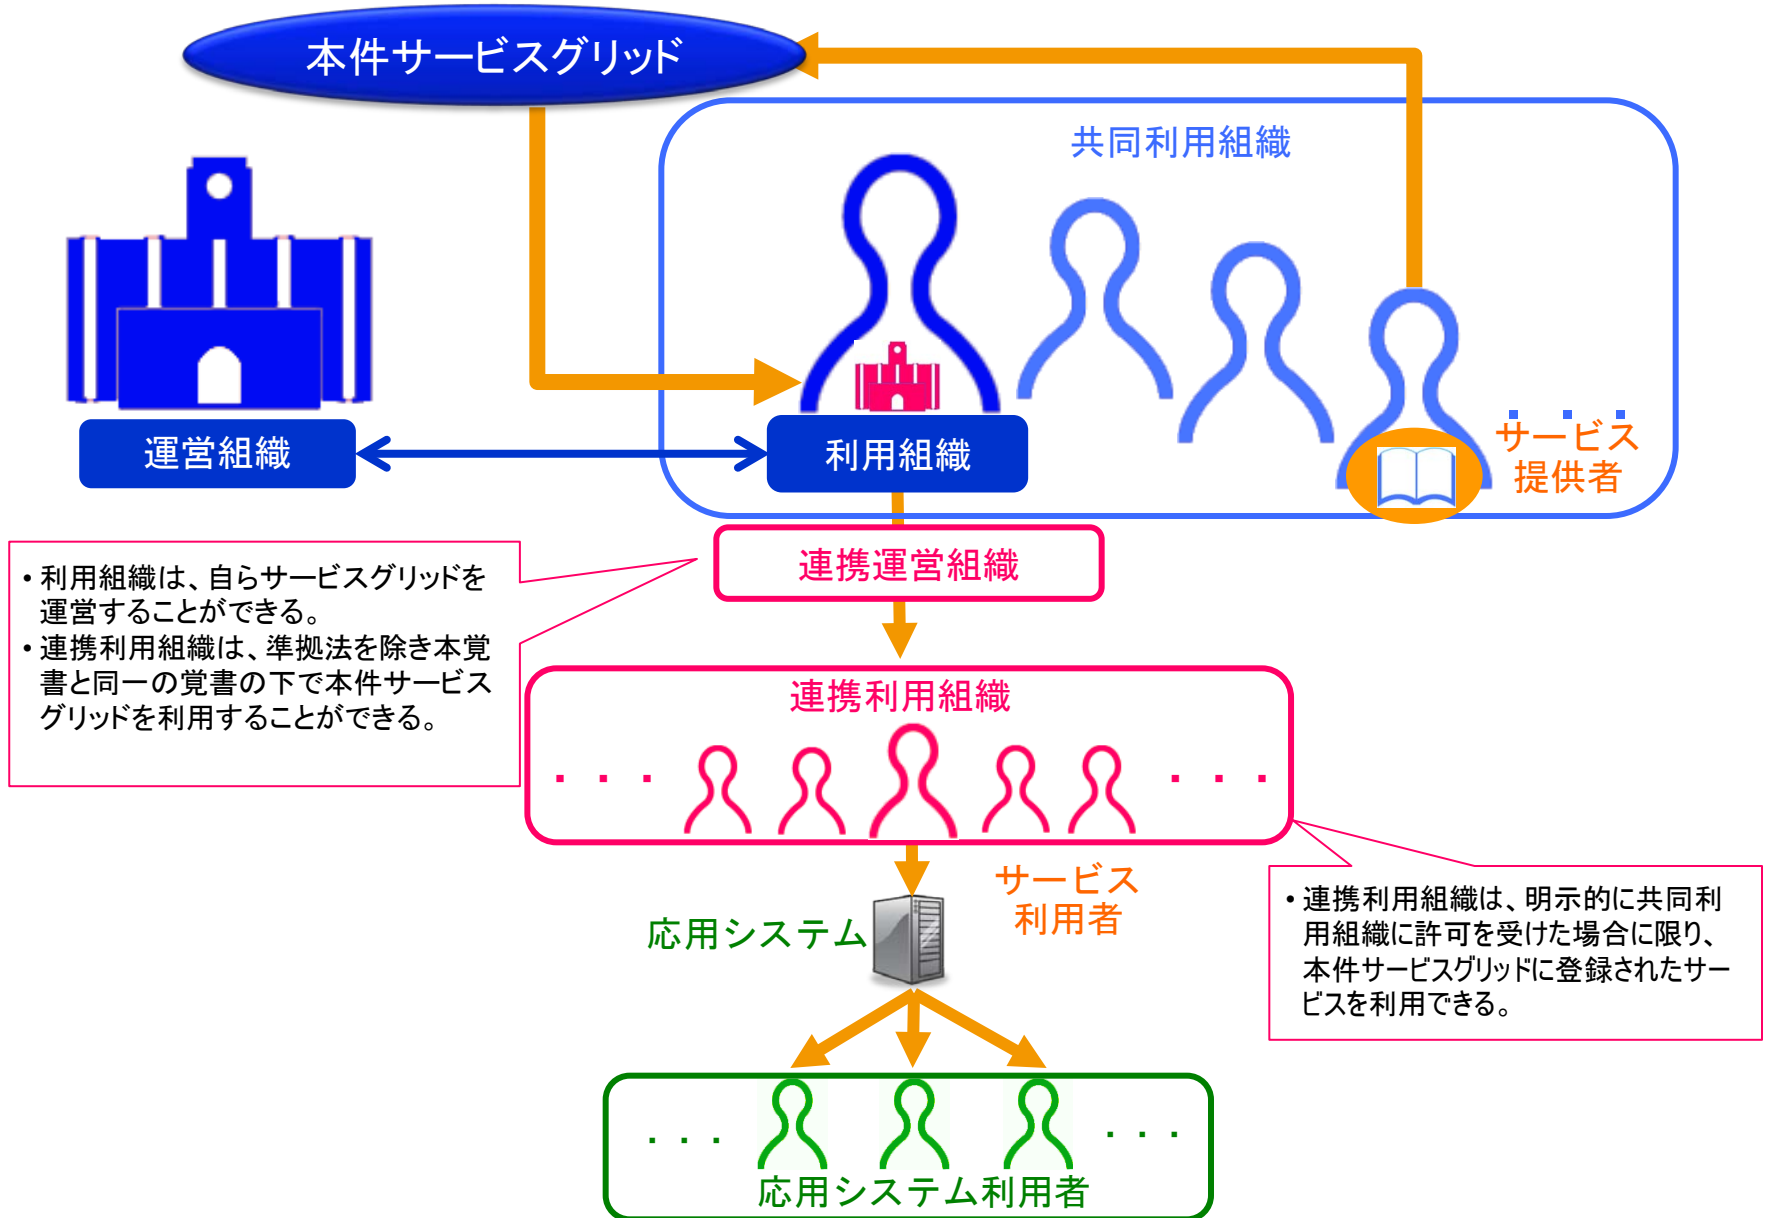 本件サービスグリッド
共同利用組織
運営組織
利用組織
サービス
提供者
連携運営組織
・利用組織は、自らサービスグリッドを
運営することができる。
・連携利用組織は、準拠法を除き本覚
書と同一の覚書の下で本件サービス
グリッドを利用することができる。
連携利用組織
・・・
・・・
サービス
利用者
応用システム
・連携利用組織は、明示的に共同利
用組織に許可を受けた場合に限り、
本件サービスグリッドに登録されたサー
ビスを利用できる。
・・・
・・・
応用システム利用者